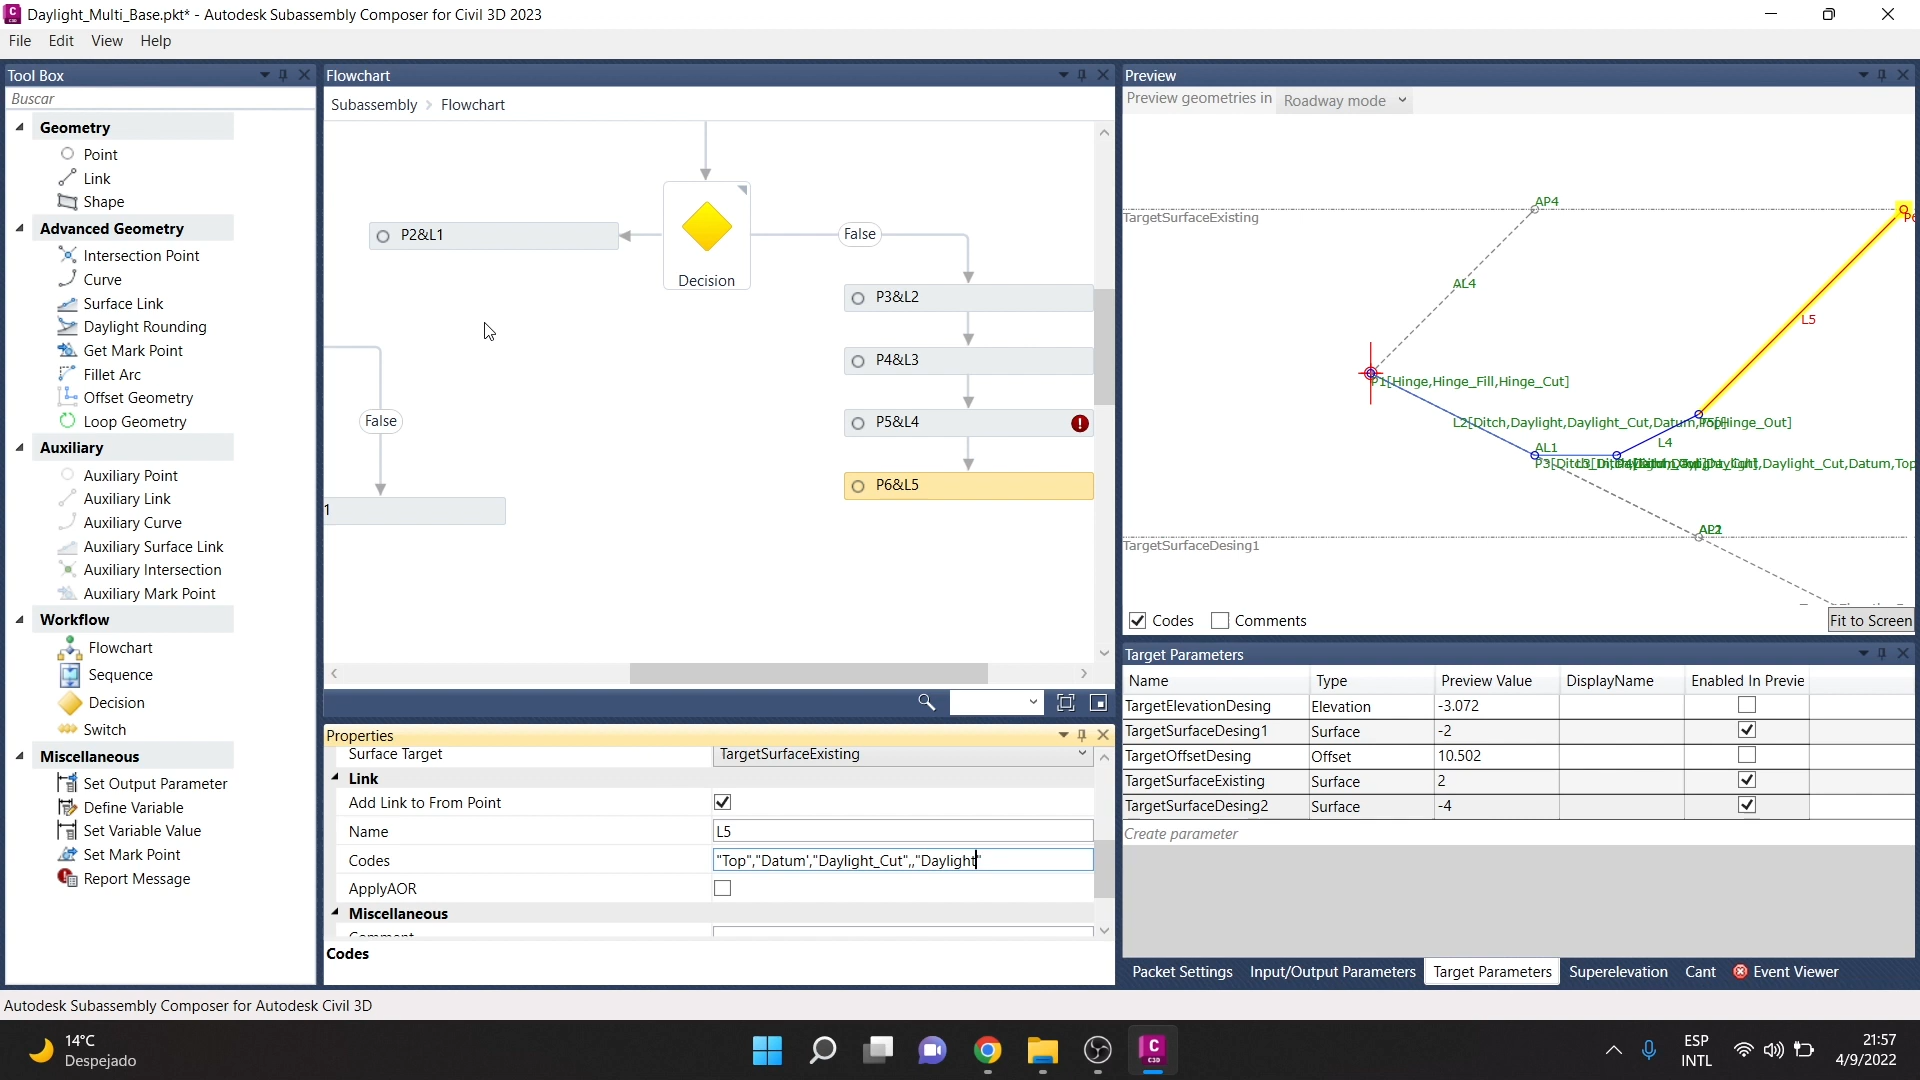 Daylight_Multi_Base.pkt* - Autodesk Subassembly Composer for Civil 3D 2023
File Edit View Help
Tool Box
Buscar
Geometry
Point
Link
Shape
Advanced Geometry
Intersection Point
Curve
Surface Link
Daylight Rounding
Get Mark Point
Fillet Arc
Offset Geometry
Loop Geometry
Auxiliary
Auxiliary Point
Auxiliary Link
Auxiliary Curve
Auxiliary Surface Link
Auxiliary Intersection
Auxiliary Mark Point
Workflow
Flowchart
Sequence
Decision
Switch
Miscellaneous
Set Output Parameter
Define Variable
Set Variable Value
Set Mark Point
Report Message
Flowchart
Subassembly > Flowchart
P2&L1
False
Decision
P3&L2
P4&L3
False
P5&L4
P6&L5
1
Properties
Surface Target TargetSurfaceExisting
Link
Add Link to From Point
Name L5
Codes "Top","Datum',"Daylight_Cut",,"Daylight"
ApplyAOR
Miscellaneous
Comment
Codes
Preview
Preview geometries in Roadway mode
AP4
TargetSurfaceExisting
P6
AL4
L5
P1[Hinge,Hinge_Fill,Hinge_Cut]
L2[Ditch,Daylight,Daylight_Cut,Datum,
Hinge_Out]
AL1
L4
Daylight_Cut,Datum,Top
TargetSurfaceDesing1
Codes Comments Fit to Screen
Target Parameters
Name Type Preview Value DisplayName Enabled In Previe
TargetElevationDesing Elevation -3.072
TargetSurfaceDesing1 Surface -2
TargetOffsetDesing Offset 10.502
TargetSurfaceExisting Surface 2
TargetSurfaceDesing2 Surface -4
Create parameter
Packet Settings Input/Output Parameters Target Parameters Superelevation Cant Event Viewer
Autodesk Subassembly Composer for Autodesk Civil 3D
14°C
Despejado
C
C3D
ESP
INTL
21:57
4/9/2022